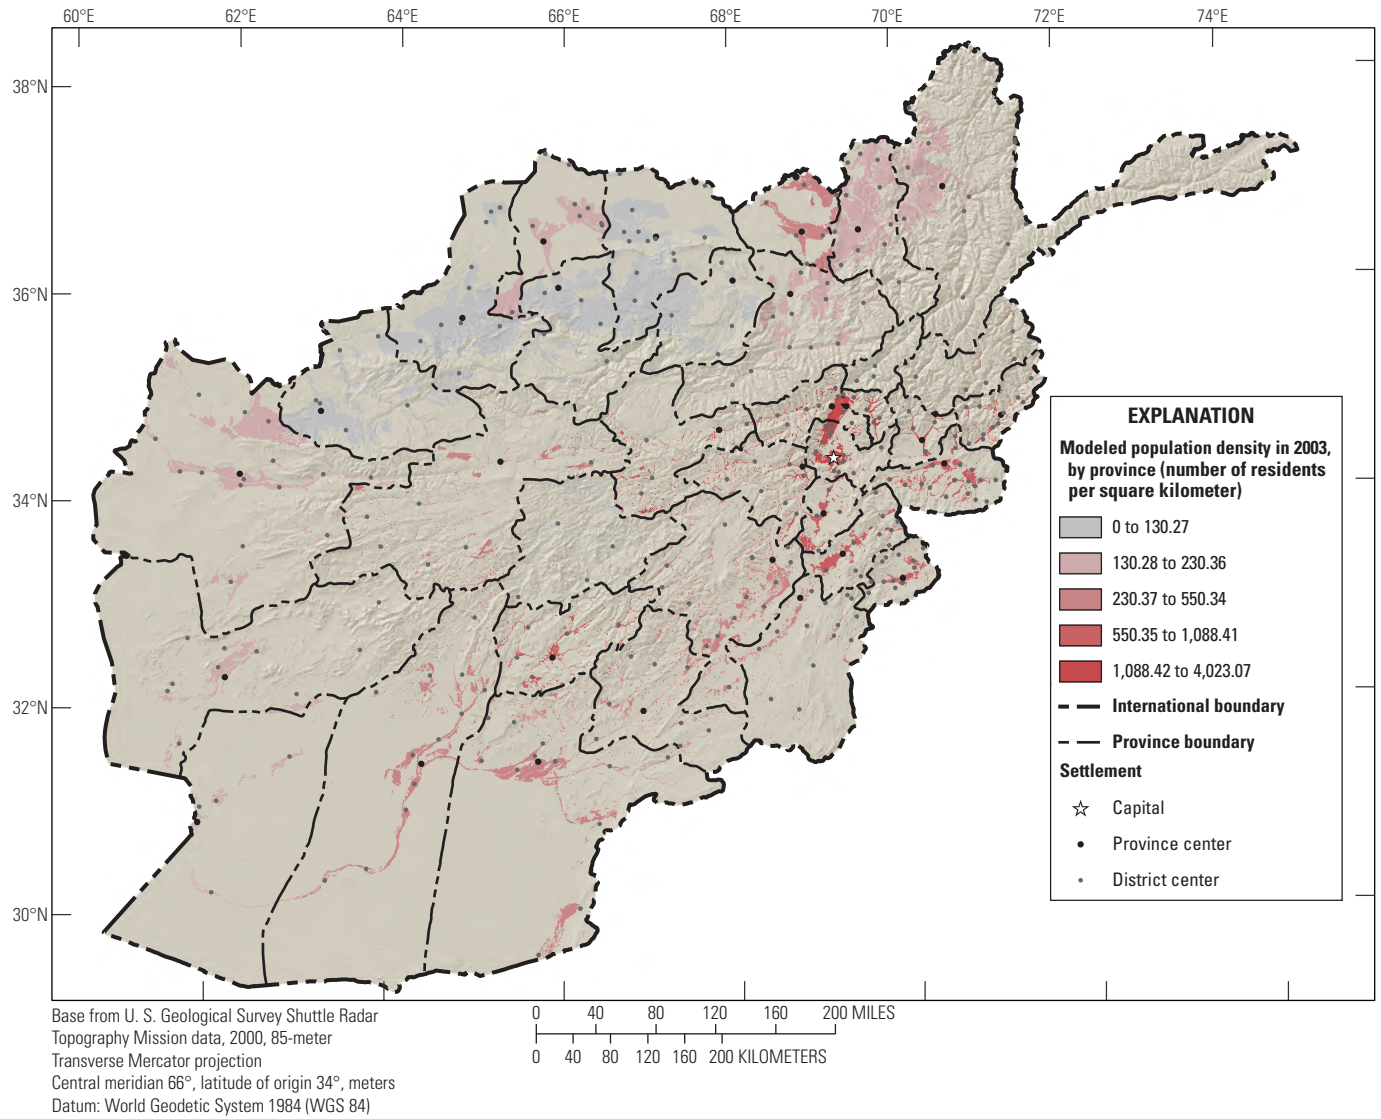 60°E 62°E 64°E 66°E 68°E 70°E 72°E 74°E
38°N
36°N
34°N
32°N
30°N
EXPLANATION
Modeled population density in 2003,
by province (number of residents
per square kilometer)
0 to 130.27
130.28 to 230.36
230.37 to 550.34
550.35 to 1,088.41
1,088.42 to 4,023.07
International boundary
Province boundary
Settlement
Capital
Province center
District center
Base from U. S. Geological Survey Shuttle Radar
Topography Mission data, 2000, 85-meter
Transverse Mercator projection
Central meridian 66°, latitude of origin 34°, meters
Datum: World Geodetic System 1984 (WGS 84)
0 40 80 120 160 200 MILES
0 40 80 120 160 200 KILOMETERS